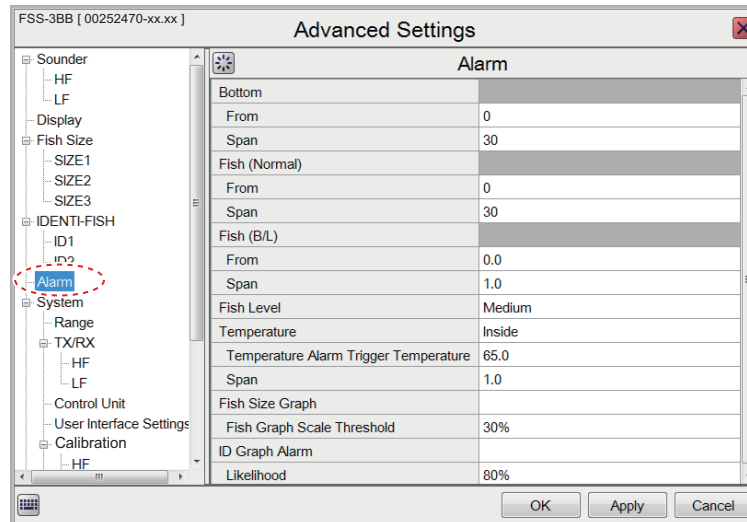 FSS-3BB [ 00252470-xx.xx ]
Advanced Settings
Sounder
HF
LF
Display
Fish Size
SIZE1
SIZE2
SIZE3
IDENTI-FISH
ID1
ID2
Alarm
System
Range
TX/RX
HF
LF
Control Unit
User Interface Settings
Calibration
HF
Alarm
Bottom
From 0
Span 30
Fish (Normal)
From 0
Span 30
Fish (B/L)
From 0.0
Span 1.0
Fish Level Medium
Temperature Inside
Temperature Alarm Trigger Temperature 65.0
Span 1.0
Fish Size Graph
Fish Graph Scale Threshold 30%
ID Graph Alarm
Likelihood 80%
OK Apply Cancel